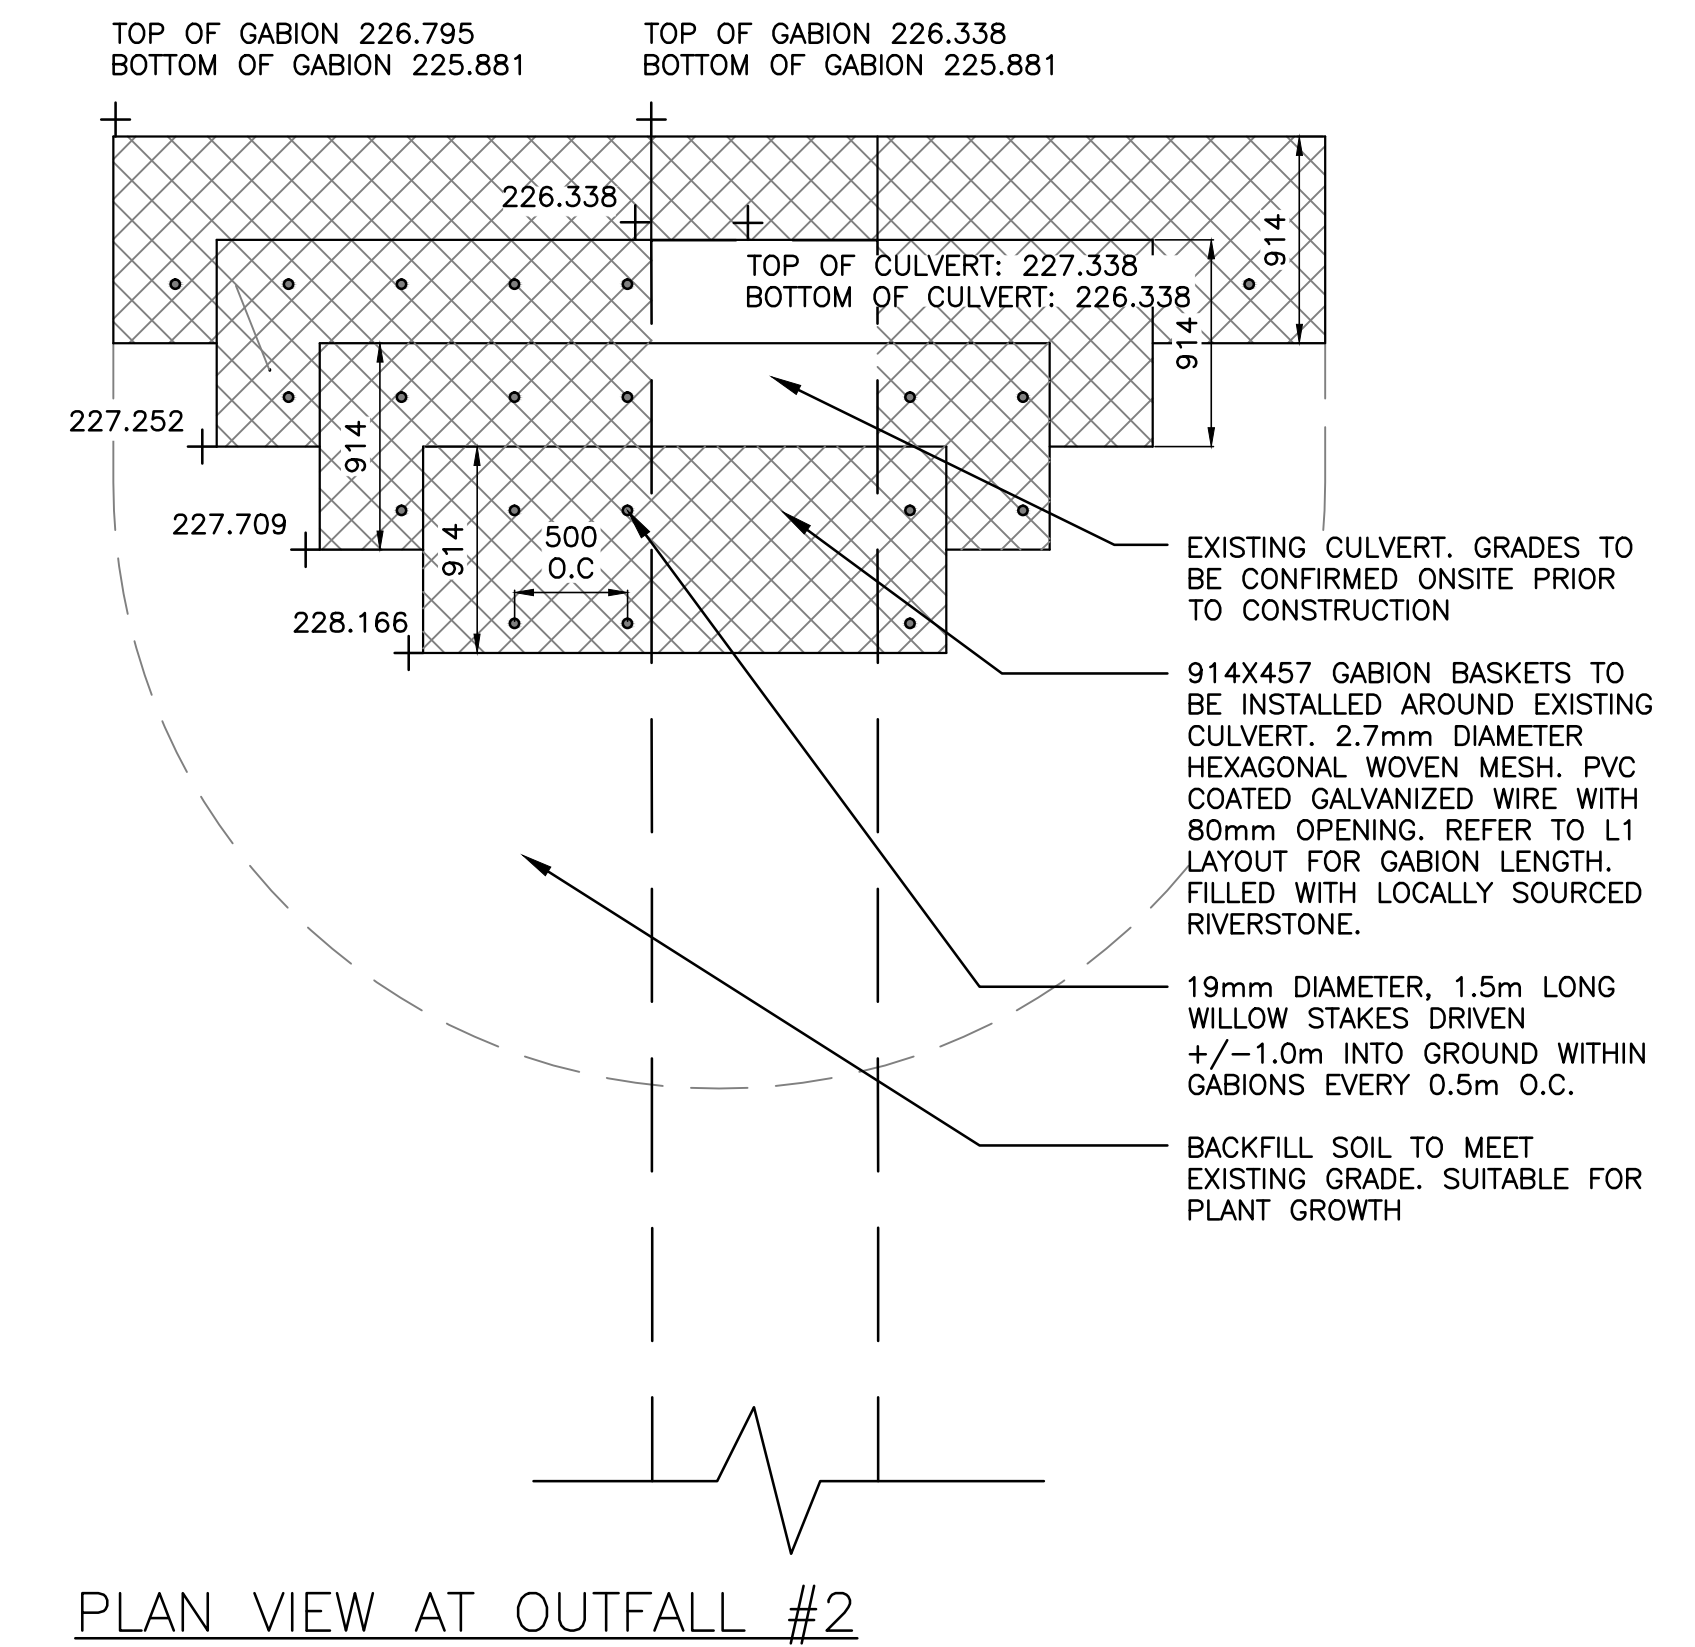 TOP OF GABION 226.795
BOTTOM OF GABION 225.881
TOP OF GABION 226.338
BOTTOM OF GABION 225.881
226.338
914
TOP OF CULVERT: 227.338
BOTTOM OF CULVERT: 226.338
914
227.252
914
227.709
914
500
O.C
228.166
EXISTING CULVERT. GRADES TO
BE CONFIRMED ONSITE PRIOR
TO CONSTRUCTION
914X457 GABION BASKETS TO
BE INSTALLED AROUND EXISTING
CULVERT. 2.7mm DIAMETER
HEXAGONAL WOVEN MESH. PVC
COATED GALVANIZED WIRE WITH
80mm OPENING. REFER TO L1
LAYOUT FOR GABION LENGTH.
FILLED WITH LOCALLY SOURCED
RIVERSTONE.
19mm DIAMETER, 1.5m LONG
WILLOW STAKES DRIVEN
+/-1.0m INTO GROUND WITHIN
GABIONS EVERY 0.5m O.C.
BACKFILL SOIL TO MEET
EXISTING GRADE. SUITABLE FOR
PLANT GROWTH
PLAN VIEW AT OUTFALL #2